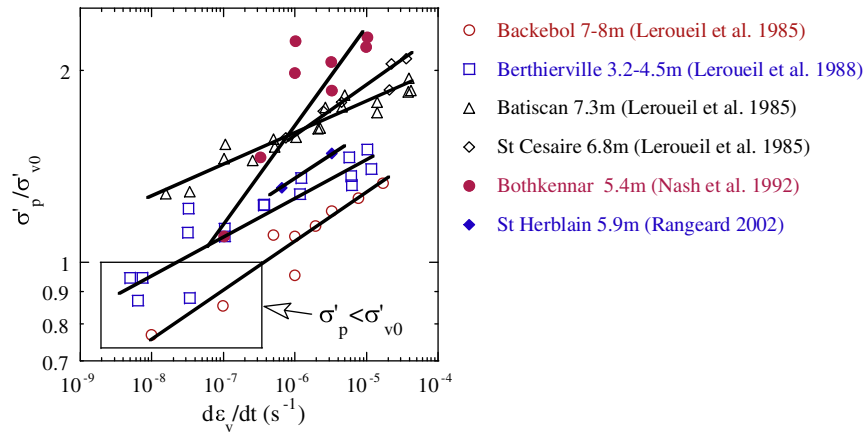 σ'p/σ'v0
2
1
0.9
0.8
0.7
σ'p<σ'v0
10-9 10-8 10-7 10-6 10-5 10-4
dεv/dt (s-1)
Backebol 7-8m (Leroueil et al. 1985)
Berthierville 3.2-4.5m (Leroueil et al. 1988)
Batiscan 7.3m (Leroueil et al. 1985)
St Cesaire 6.8m (Leroueil et al. 1985)
Bothkennar 5.4m (Nash et al. 1992)
St Herblain 5.9m (Rangeard 2002)